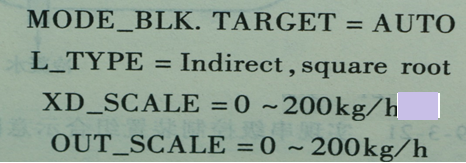 MODE_BLK. TARGET = AUTO
L_TYPE = Indirect, square root
XD_SCALE = 0 ~ 200kg/h
OUT_SCALE = 0 ~ 200kg/h